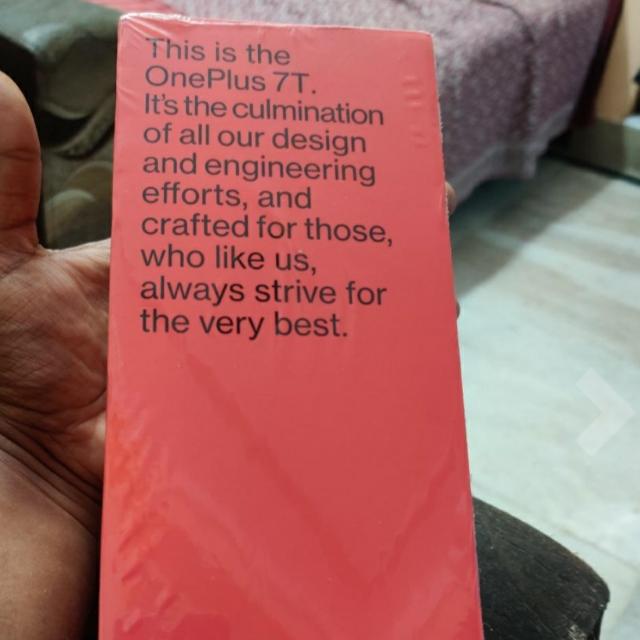 This is the
OnePlus 7T.
It's the culmination
of all our design
and engineering
efforts, and
crafted for those,
who like us,
always strive for
the very best.